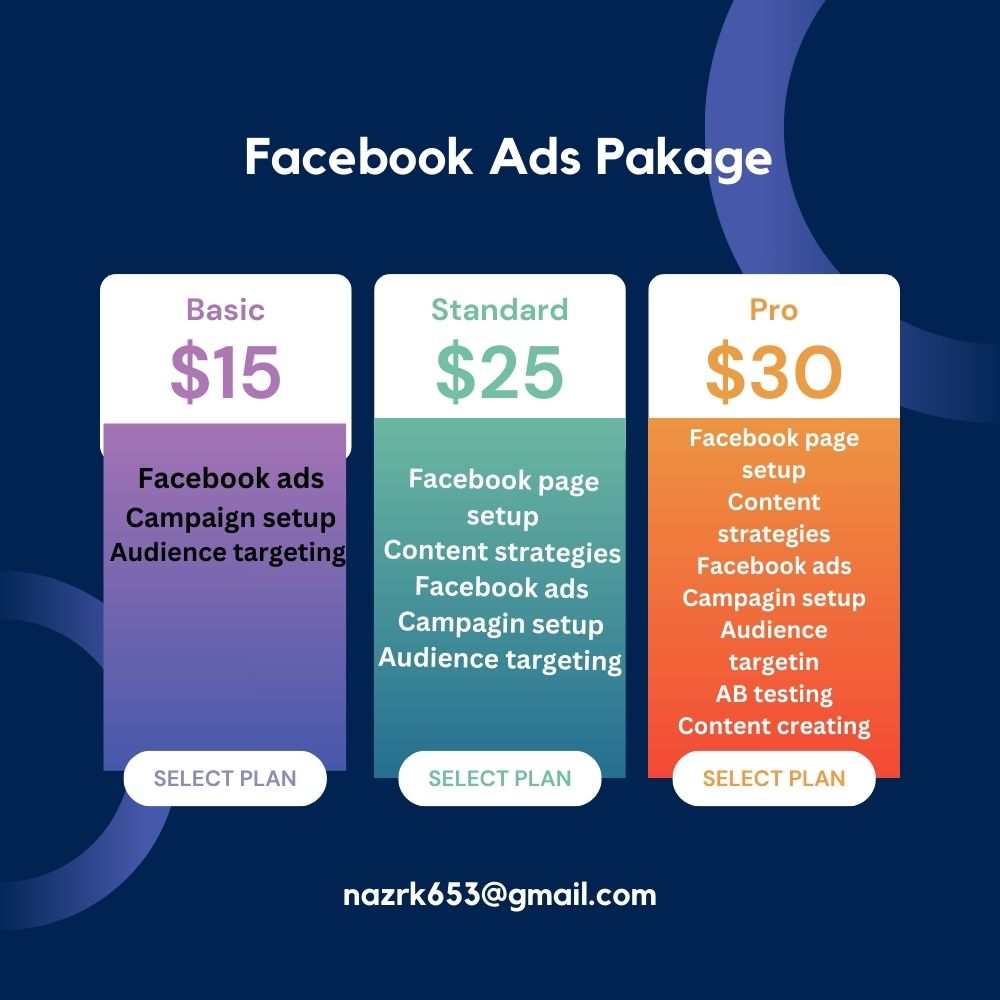 Facebook Ads Pakage
Basic
$15
Facebook ads
Campaign setup
Audience targeting
SELECT PLAN
Standard
$25
Facebook page
setup
Content strategies
Facebook ads
Campagin setup
Audience targeting
SELECT PLAN
Pro
$30
Facebook page
setup
Content
strategies
Facebook ads
Campagin setup
Audience
targetin
AB testing
Content creating
SELECT PLAN
nazrk653@gmail.com